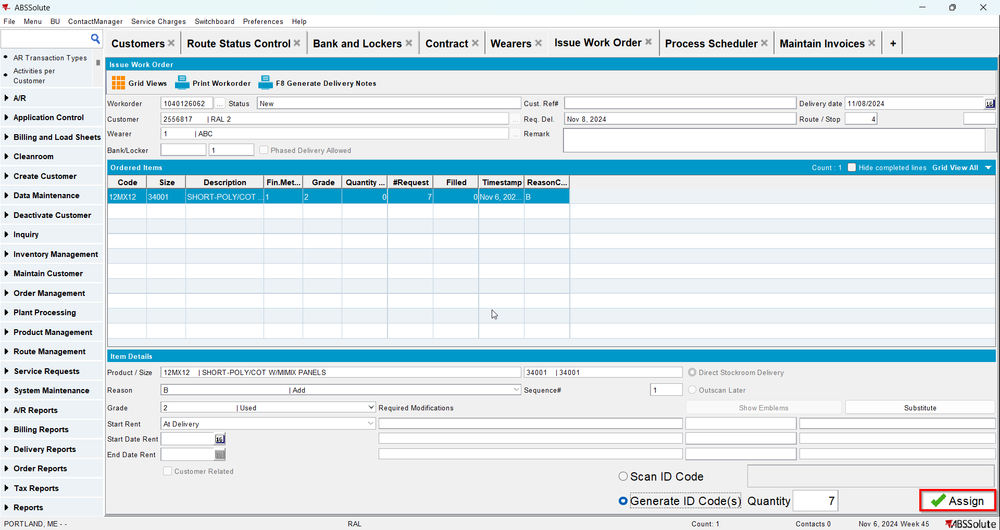 ABSSolute
File Menu BU ContactManager Service Charges Switchboard Preferences Help
Customers Route Status Control Bank and Lockers Contract Wearers Issue Work Order Process Scheduler Maintain Invoices +
AR Transaction Types
Activities per
Customer
A/R
Application Control
Billing and Load Sheets
Cleanroom
Create Customer
Data Maintenance
Deactivate Customer
Inquiry
Inventory Management
Maintain Customer
Order Management
Plant Processing
Product Management
Route Management
Service Requests
System Maintenance
A/R Reports
Billing Reports
Delivery Reports
Order Reports
Tax Reports
Reports
Issue Work Order
Grid Views Print Workorder F8 Generate Delivery Notes
Workorder 1040126062 ... Status New Cust. Ref# Delivery date 11/08/2024 16
Customer 2556817 | RAL 2 ... Req. Del. Nov 8, 2024 Route / Stop 4
Wearer 1 | ABC ... Remark
Bank/Locker 1 Phased Delivery Allowed
Ordered Items Count : 1 Hide completed lines Grid View All
Code Size Description Fin.Met... Grade Quantity ... #Request Filled Timestamp ReasonC...
12MX12 34001 SHORT-POLY/COT ... 1 2 0 7 0 Nov 6, 202... B
Item Details
Product / Size 12MX12 | SHORT-POLY/COT W/MIMIX PANELS 34001 | 34001 Direct Stockroom Delivery
Reason B | Add Sequence# 1 Outscan Later
Grade 2 | Used Required Modifications Show Emblems Substitute
Start Rent At Delivery
Start Date Rent 16
End Date Rent 16
Customer Related
Scan ID Code
Generate ID Code(s) Quantity 7 Assign
PORTLAND, ME - - RAL Count: 1 Contacts 0 Nov 6, 2024 Week 45 ABSSolute